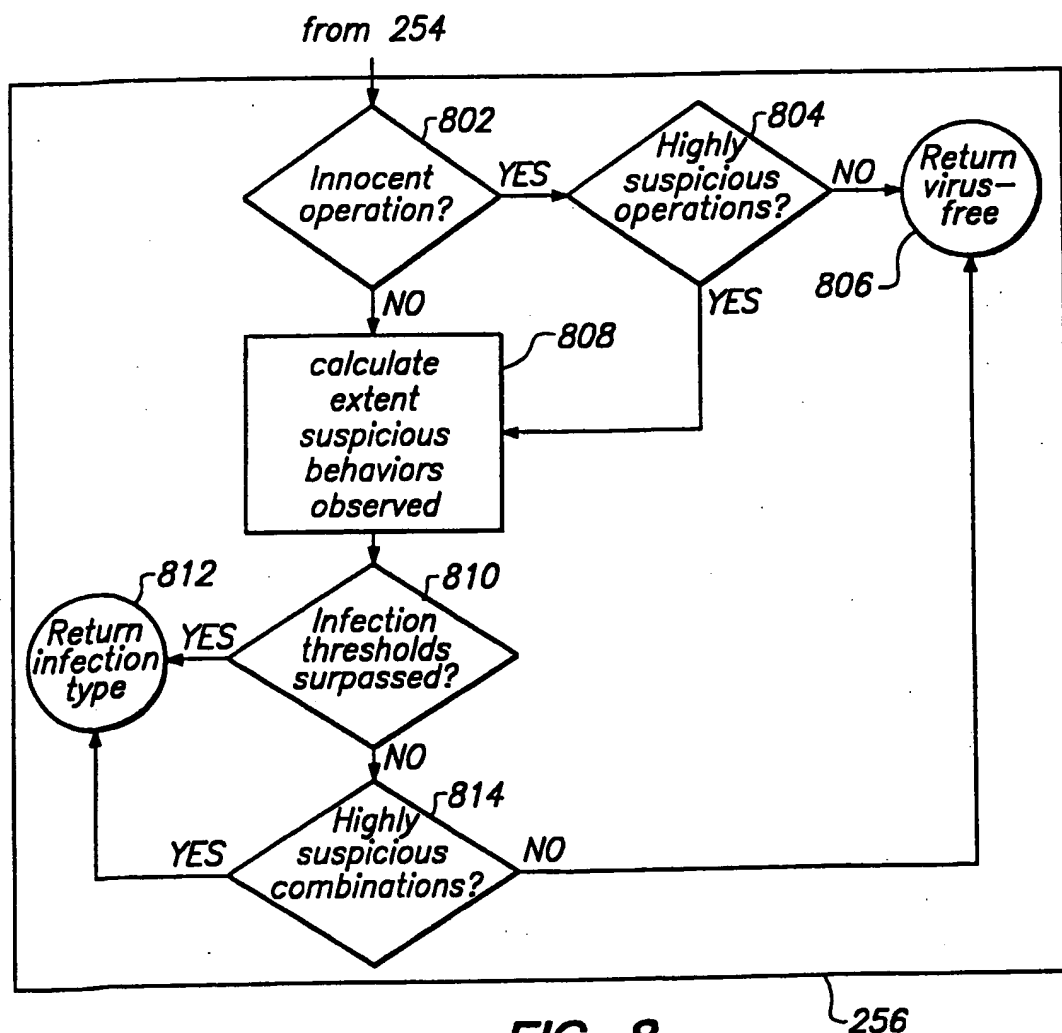 from 254
802
Innocent
operation?
YES
804
Highly
suspicious
operations?
NO
Return
virus-
free
806
YES
NO
808
calculate
extent
suspicious
behaviors
observed
812
Return
infection
type
YES
810
Infection
thresholds
surpassed?
NO
814
Highly
suspicious
combinations?
YES
NO
256
FIG. 8